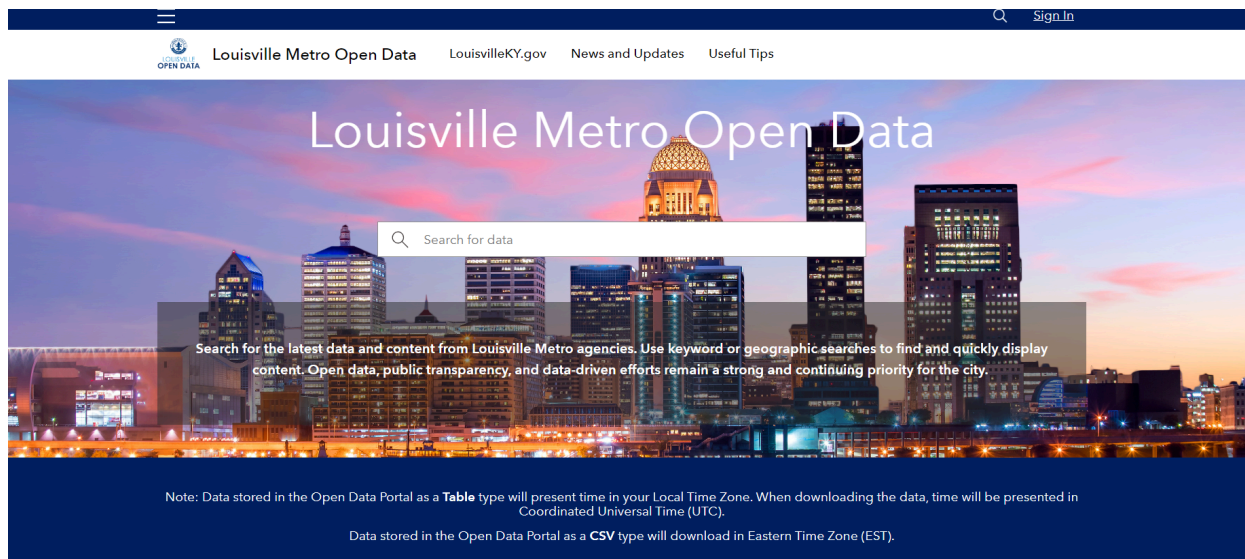 Sign In
LOUISVILLE
OPEN DATA
Louisville Metro Open Data
LouisvilleKY.gov
News and Updates
Useful Tips
Louisville Metro Open Data
Search for data
Search for the latest data and content from Louisville Metro agencies. Use keyword or geographic searches to find and quickly display
content. Open data, public transparency, and data-driven efforts remain a strong and continuing priority for the city.
Note: Data stored in the Open Data Portal as a Table type will present time in your Local Time Zone. When downloading the data, time will be presented in
Coordinated Universal Time (UTC).
Data stored in the Open Data Portal as a CSV type will download in Eastern Time Zone (EST).